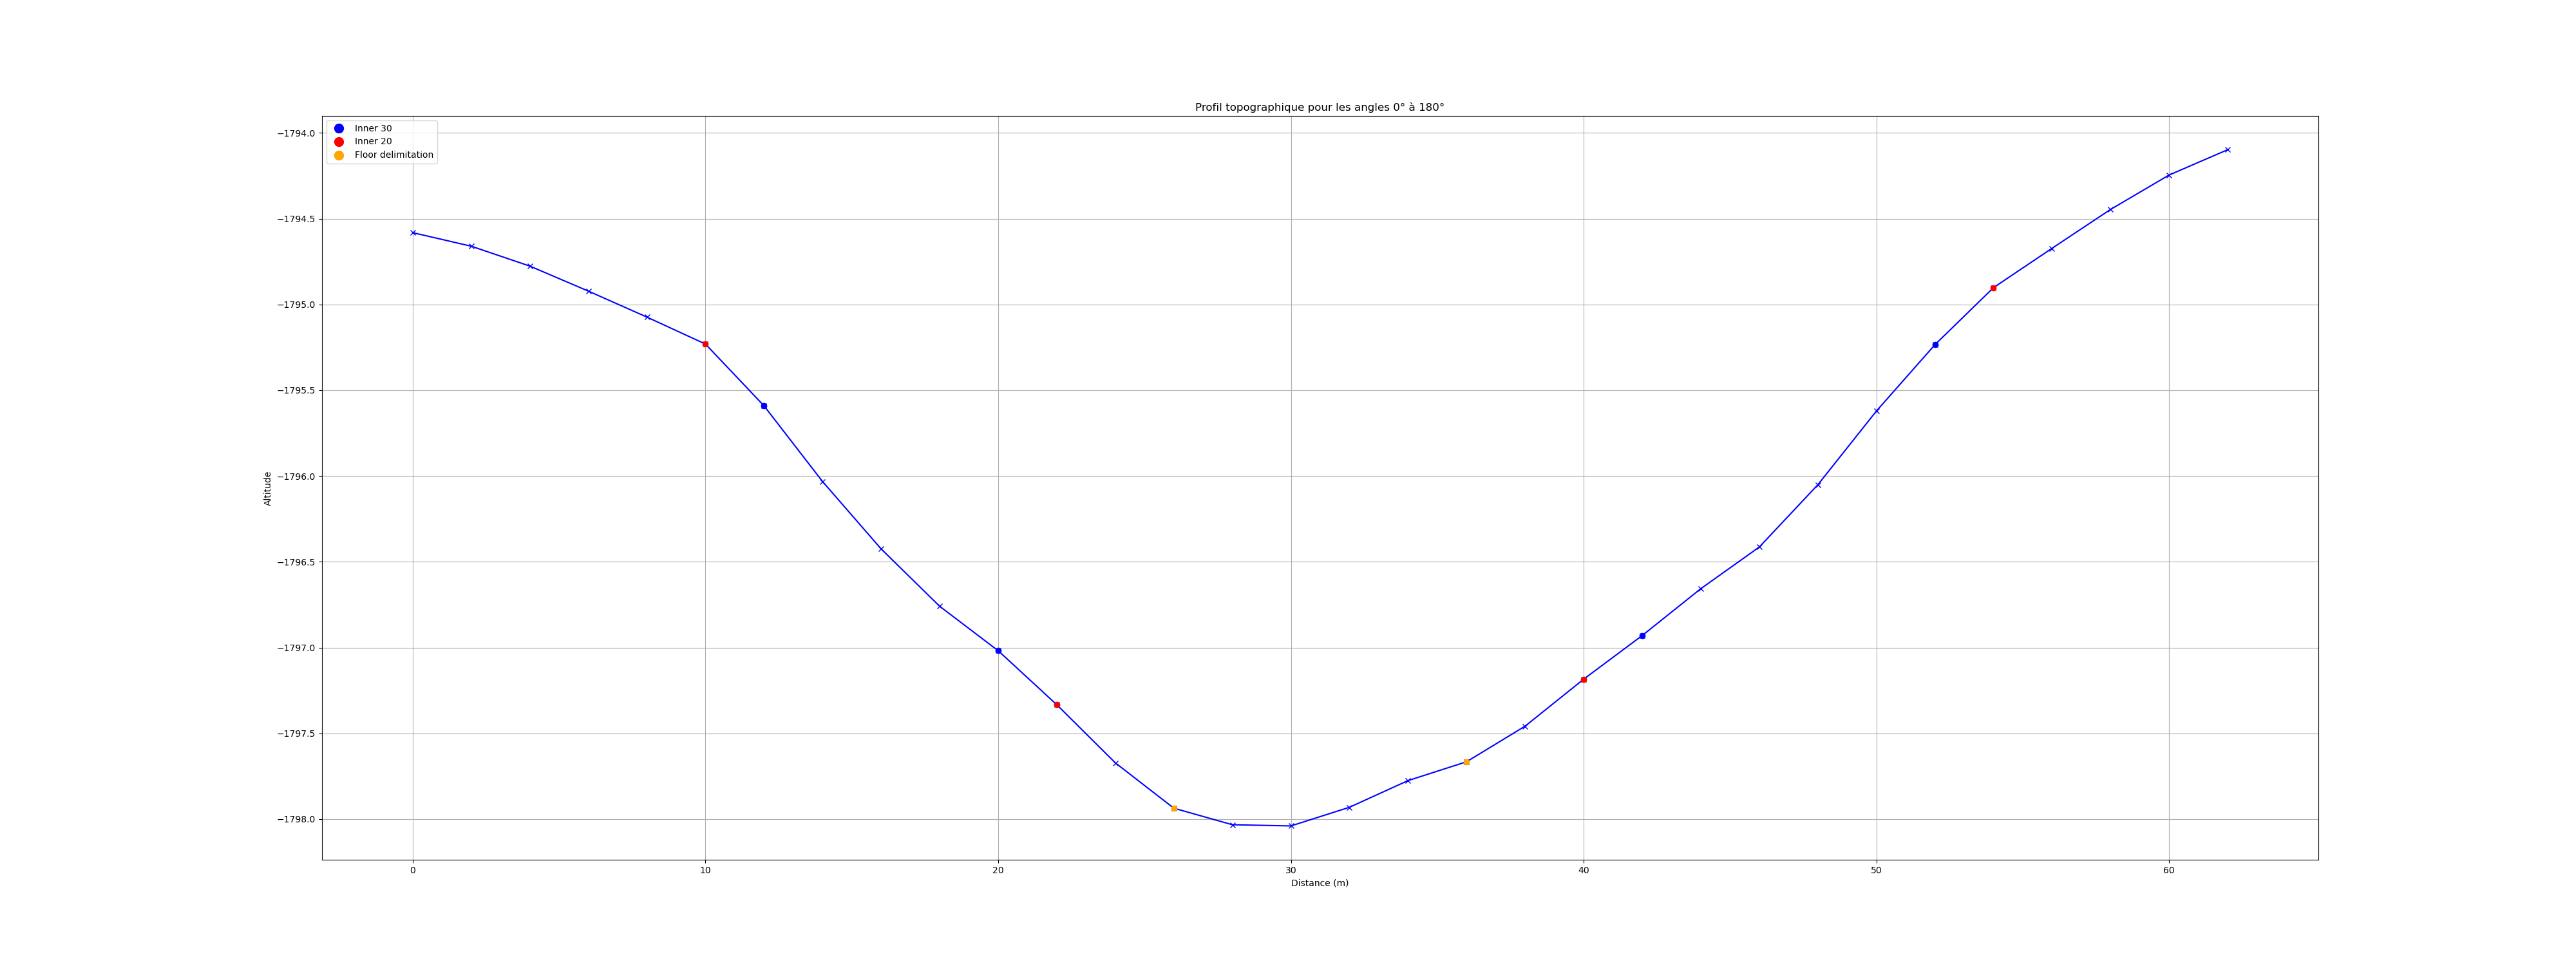 Profil topographique pour les angles 0° à 180°
Inner 30
Inner 20
Floor delimitation
−1794.0
−1794.5
−1795.0
−1795.5
−1796.0
−1796.5
−1797.0
−1797.5
−1798.0
Altitude
0 10 20 30 40 50 60
Distance (m)